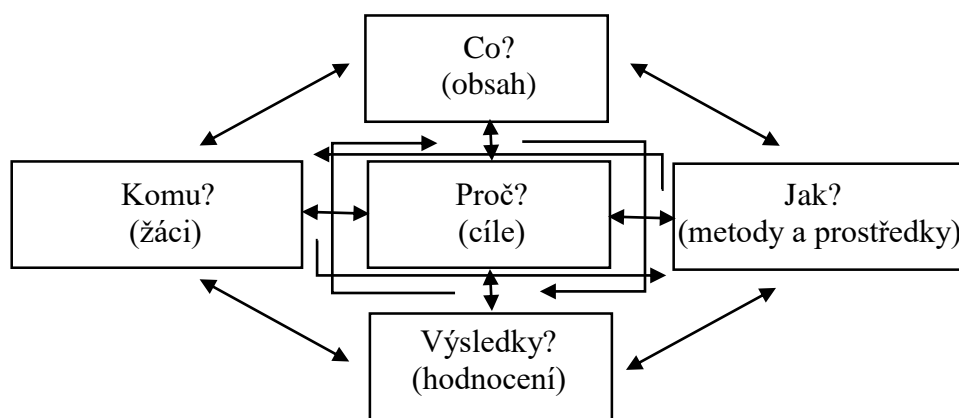 Co?
(obsah)
Komu?
(žáci)
Proč?
(cíle)
Jak?
(metody a prostředky)
Výsledky?
(hodnocení)